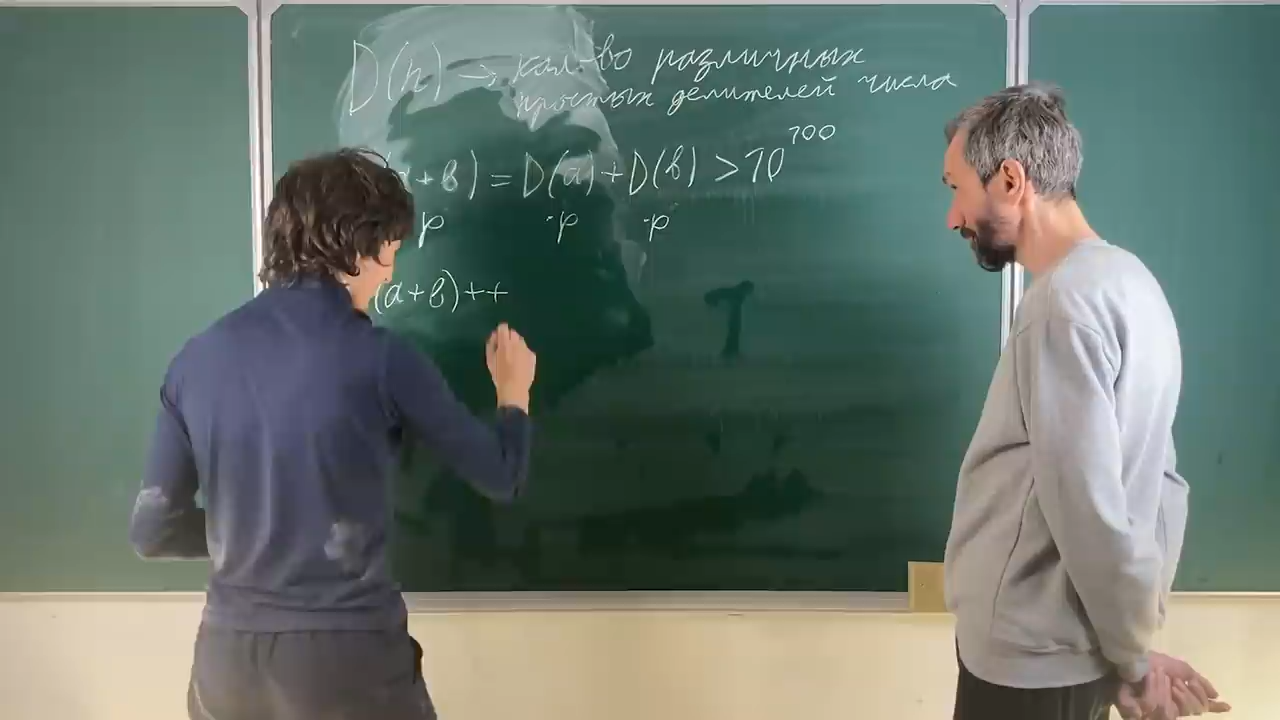 D(n) → кол-во различных
простых делителей числа
(a+b) = D(a) + D(b) > 10^100
p p p
(a+b)++